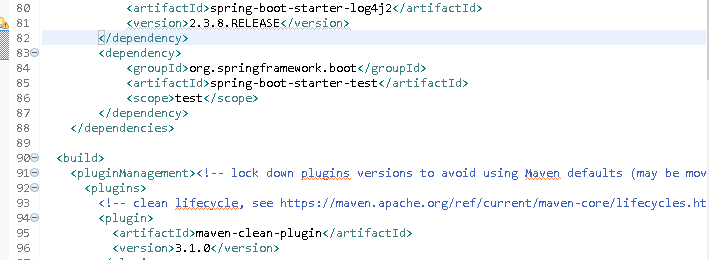 80 <artifactId>spring-boot-starter-log4j2</artifactId>
81 <version>2.3.8.RELEASE</version>
82 </dependency>
83 <dependency>
84 <groupId>org.springframework.boot</groupId>
85 <artifactId>spring-boot-starter-test</artifactId>
86 <scope>test</scope>
87 </dependency>
88 </dependencies>
89
90 <build>
91 <pluginManagement><!-- lock down plugins versions to avoid using Maven defaults (may be mov
92 <plugins>
93 <!-- clean lifecycle, see https://maven.apache.org/ref/current/maven-core/lifecycles.ht
94 <plugin>
95 <artifactId>maven-clean-plugin</artifactId>
96 <version>3.1.0</version>